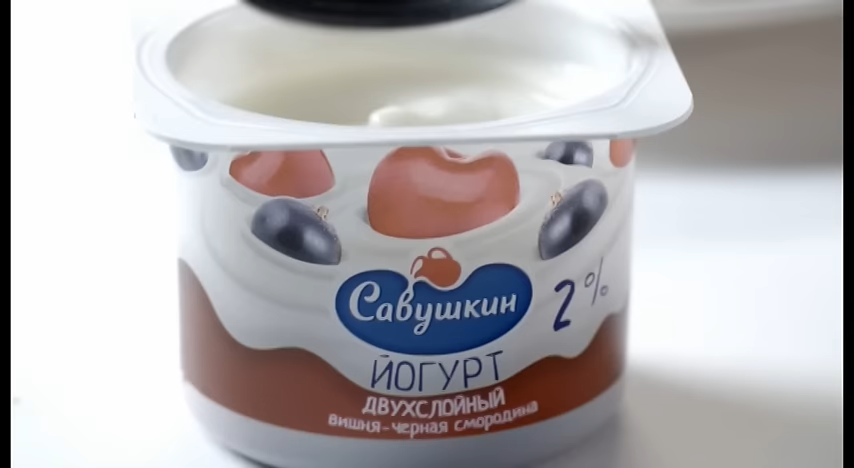 Савушкин
2%
ЙОГУРТ
ДВУХСЛОЙНЫЙ
вишня-черная смородина